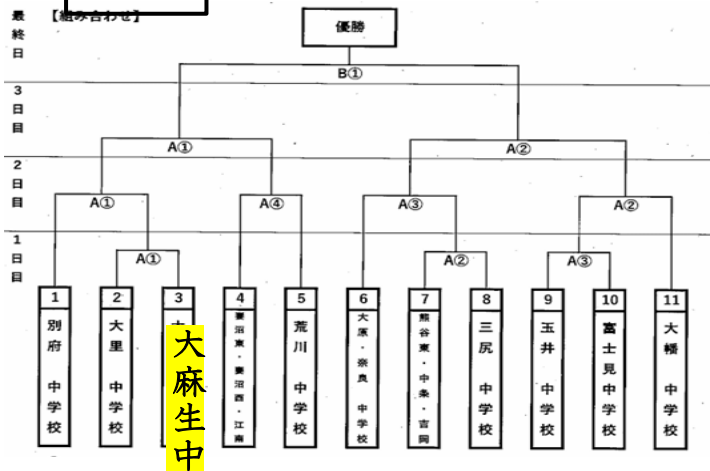 【組み合わせ】
優勝
最終日
B①
3日目
A①
A②
2日目
A①
A④
A③
A②
1日目
A①
A②
A③
1
2
3
4
5
6
7
8
9
10
11
別府 中学校
大里 中学校
大麻生中
妻沼東・妻沼西・江南
荒川 中学校
大原・奈良 中学校
熊谷東・中条・吉岡
三尻 中学校
玉井 中学校
富士見中学校
大幡 中学校